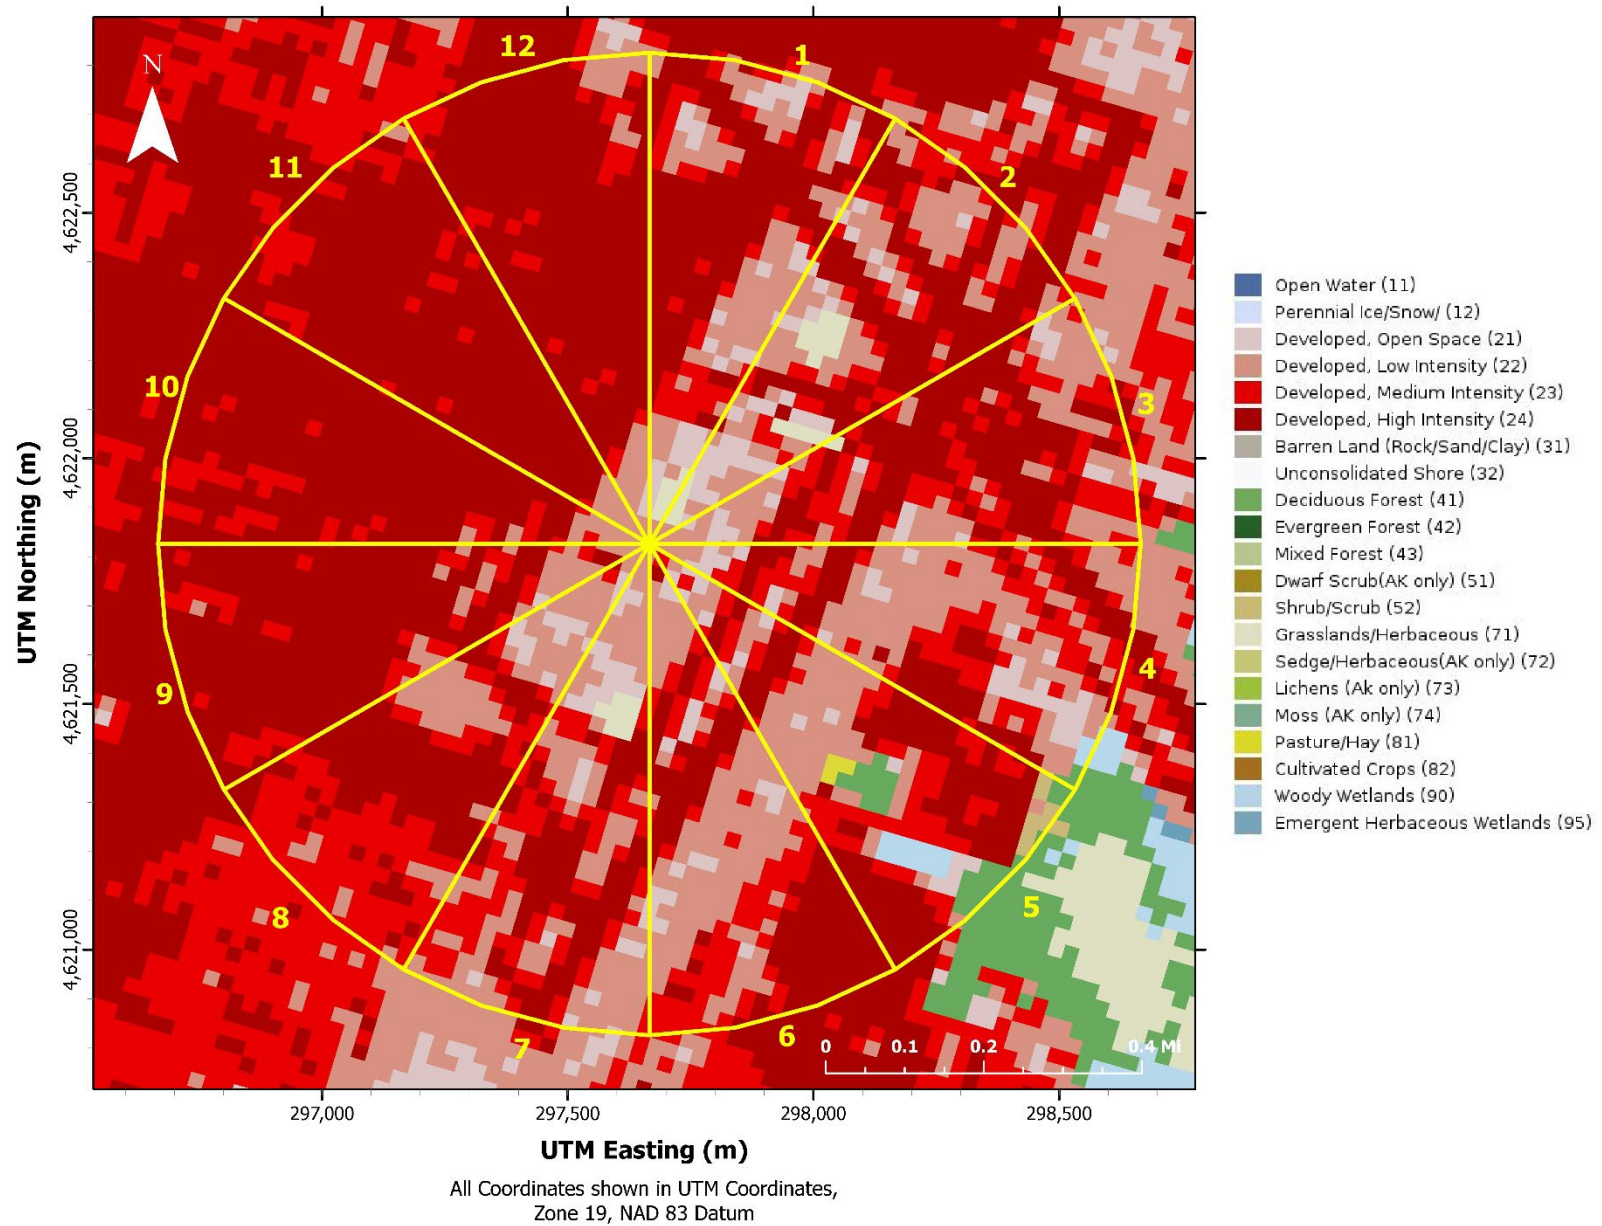 N
12
1
2
3
4
5
6
7
8
9
10
11
4,622,500
4,622,000
4,621,500
4,621,000
UTM Northing (m)
297,000
297,500
298,000
298,500
UTM Easting (m)
0
0.1
0.2
0.4 Mi
All Coordinates shown in UTM Coordinates,
Zone 19, NAD 83 Datum
Open Water (11)
Perennial Ice/Snow/ (12)
Developed, Open Space (21)
Developed, Low Intensity (22)
Developed, Medium Intensity (23)
Developed, High Intensity (24)
Barren Land (Rock/Sand/Clay) (31)
Unconsolidated Shore (32)
Deciduous Forest (41)
Evergreen Forest (42)
Mixed Forest (43)
Dwarf Scrub(AK only) (51)
Shrub/Scrub (52)
Grasslands/Herbaceous (71)
Sedge/Herbaceous(AK only) (72)
Lichens (Ak only) (73)
Moss (AK only) (74)
Pasture/Hay (81)
Cultivated Crops (82)
Woody Wetlands (90)
Emergent Herbaceous Wetlands (95)